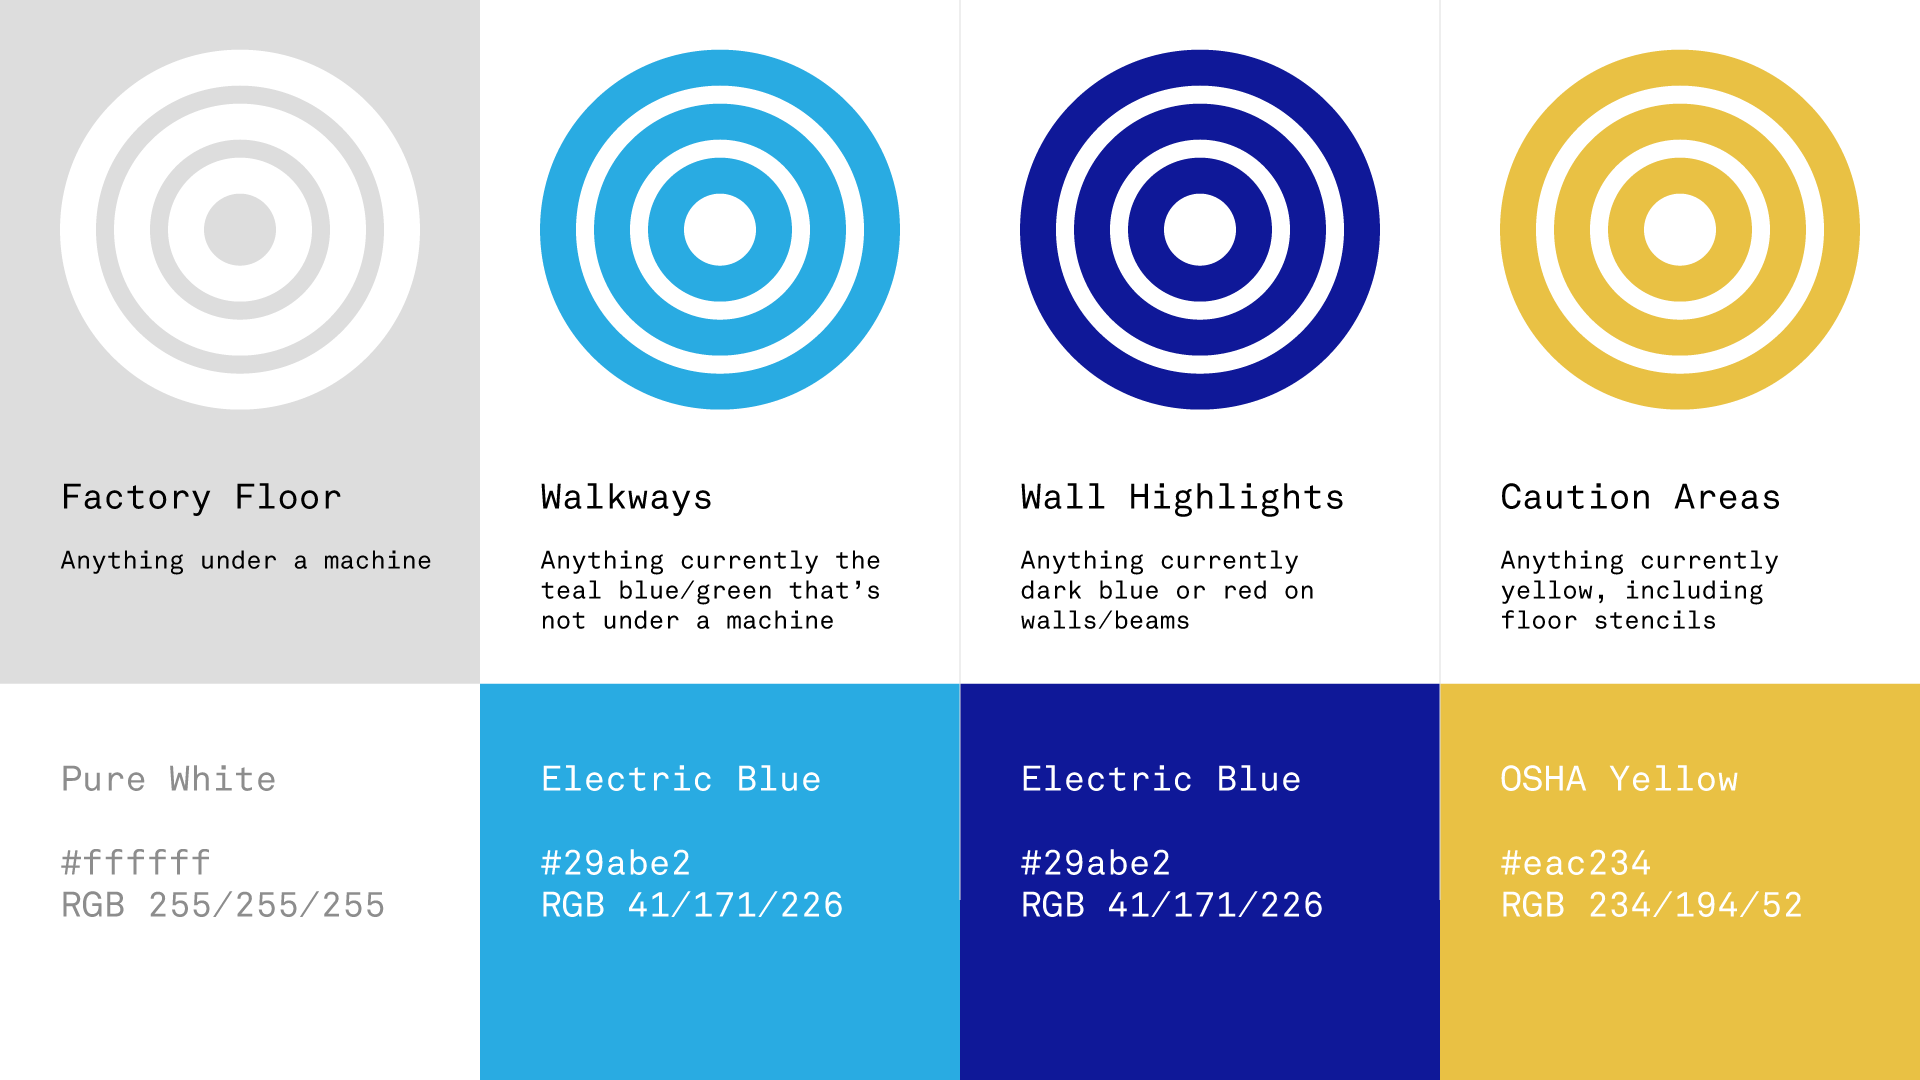 Factory Floor
Anything under a machine
Walkways
Anything currently the
teal blue/green that’s
not under a machine
Wall Highlights
Anything currently
dark blue or red on
walls/beams
Caution Areas
Anything currently
yellow, including
floor stencils
Pure White
#ffffff
RGB 255/255/255
Electric Blue
#29abe2
RGB 41/171/226
Electric Blue
#29abe2
RGB 41/171/226
OSHA Yellow
#eac234
RGB 234/194/52